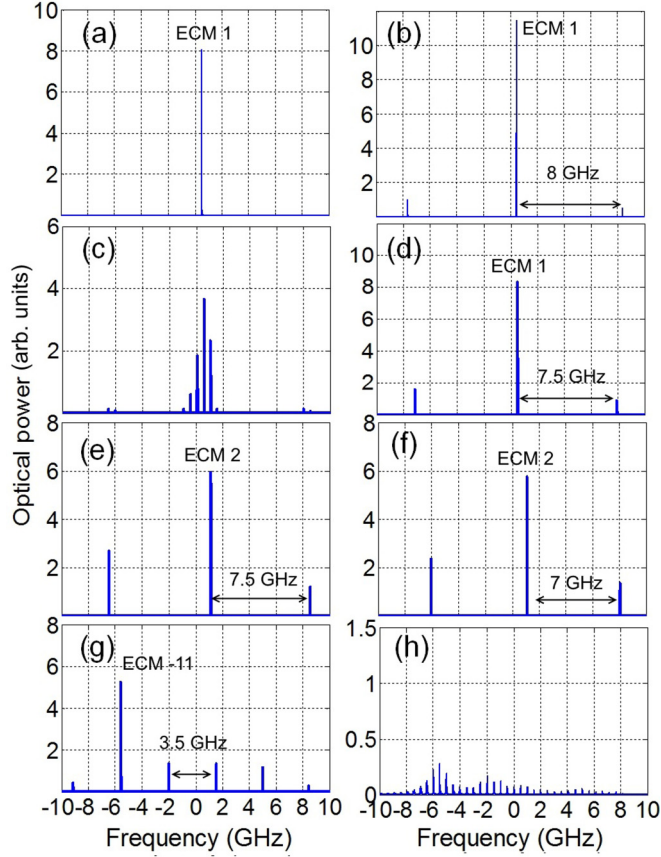 10
(a)
ECM 1
8
6
4
2
(b)
ECM 1
10
8
6
4
2
8 GHz
6
(c)
4
2
0
(d)
ECM 1
10
8
6
4
2
0
7.5 GHz
8
(e)
ECM 2
6
4
2
7.5 GHz
8
(f)
ECM 2
6
4
2
7 GHz
8
(g)
ECM -11
6
4
2
3.5 GHz
-10 -8 -6 -4 -2 0 2 4 6 8 10
Frequency (GHz)
1.5
(h)
1
0.5
0
-10 -8 -6 -4 -2 0 2 4 6 8 10
Frequency (GHz)
Optical power (arb. units)